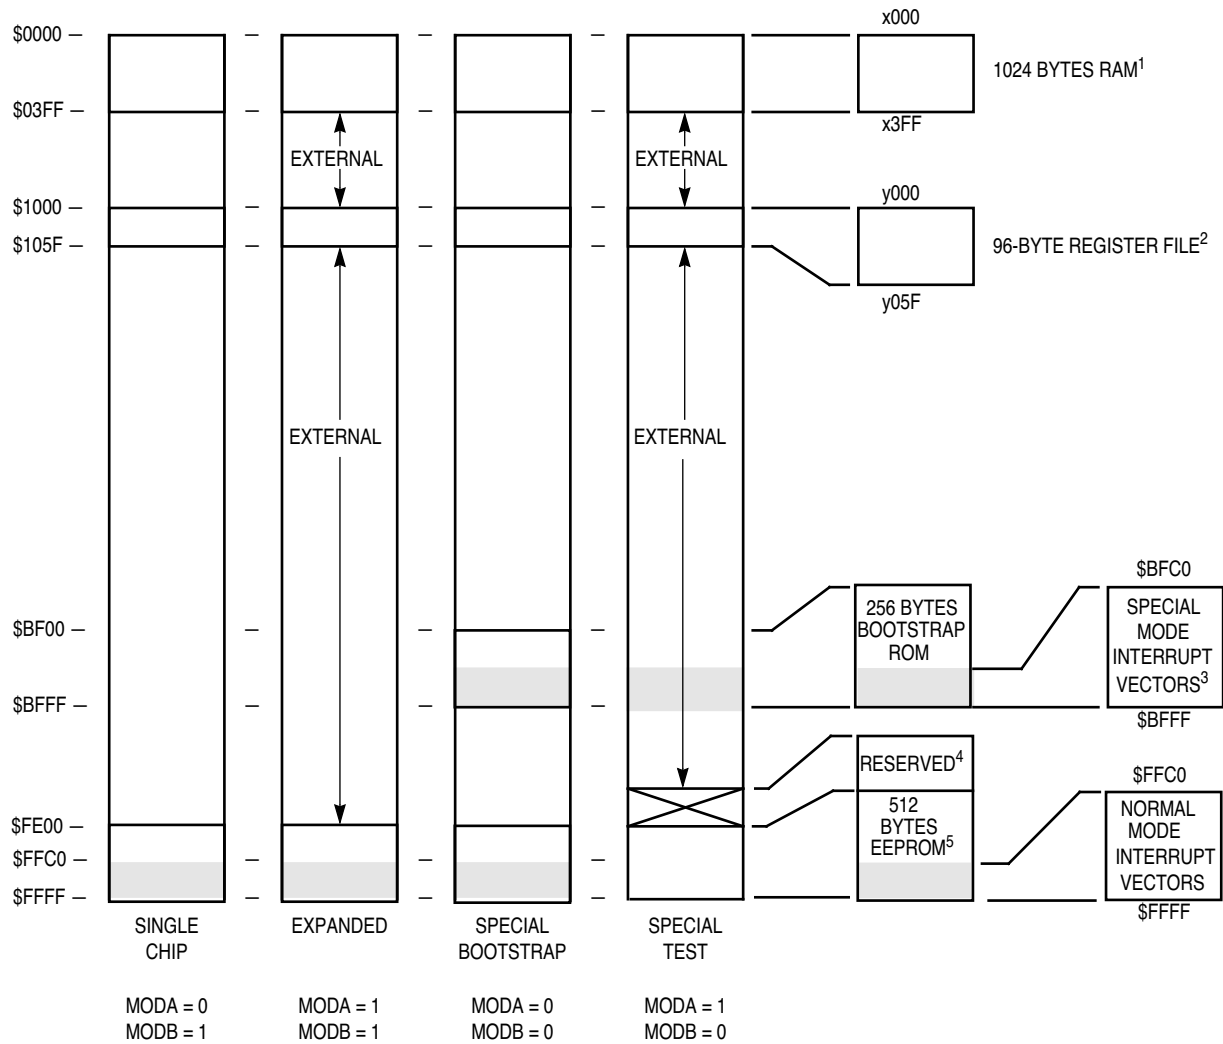 x000
$0000 —
1024 BYTES RAM1
$03FF —
x3FF
EXTERNAL
EXTERNAL
y000
$1000 —
$105F —
96-BYTE REGISTER FILE2
y05F
EXTERNAL
EXTERNAL
$BFC0
256 BYTES
BOOTSTRAP
ROM
SPECIAL
MODE
INTERRUPT
VECTORS3
$BF00 —
$BFFF —
$BFFF
RESERVED4
$FFC0
512
BYTES
EEPROM5
NORMAL
MODE
INTERRUPT
VECTORS
$FE00 —
$FFC0 —
$FFFF —
$FFFF
SINGLE
CHIP
EXPANDED
SPECIAL
BOOTSTRAP
SPECIAL
TEST
MODA = 0
MODB = 1
MODA = 1
MODB = 1
MODA = 0
MODB = 0
MODA = 1
MODB = 0